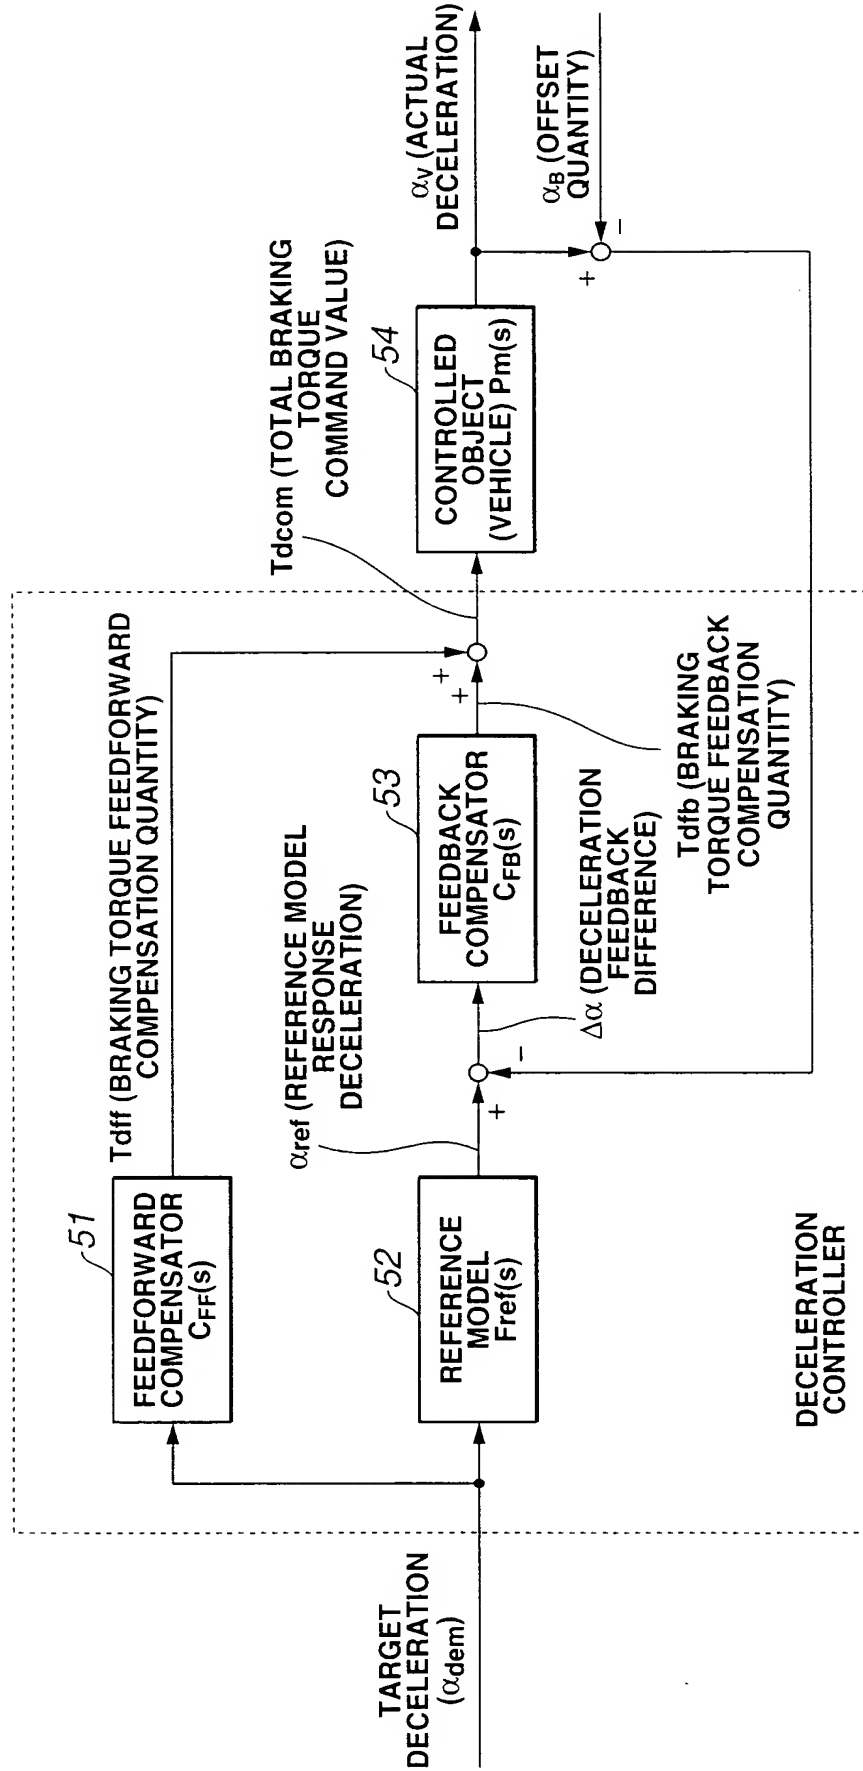 TARGET
DECELERATION
(αdem)
51
FEEDFORWARD
COMPENSATOR
CFF(s)
Tdff (BRAKING TORQUE FEEDFORWARD
COMPENSATION QUANTITY)
52
REFERENCE
MODEL
Fref(s)
αref (REFERENCE MODEL
RESPONSE
DECELERATION)
+
-
Δα (DECELERATION
FEEDBACK
DIFFERENCE)
53
FEEDBACK
COMPENSATOR
CFB(s)
+
+
Tdfb (BRAKING
TORQUE FEEDBACK
COMPENSATION
QUANTITY)
DECELERATION
CONTROLLER
Tdcom (TOTAL BRAKING
TORQUE
COMMAND VALUE)
54
CONTROLLED
OBJECT
(VEHICLE) Pm(s)
αV (ACTUAL
DECELERATION)
+
-
αB (OFFSET
QUANTITY)